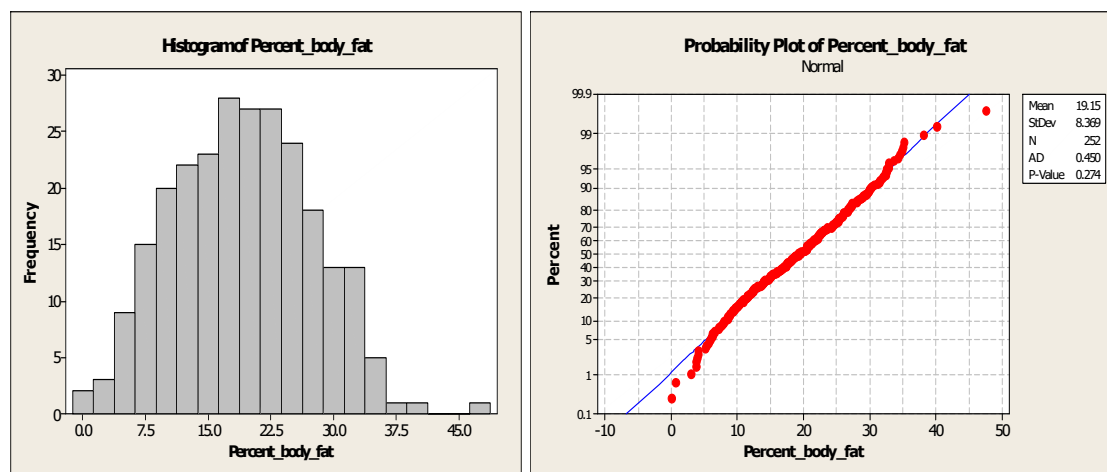 Histogramof Percent_body_fat
Frequency
30
25
20
15
10
5
0
0.0 7.5 15.0 22.5 30.0 37.5 45.0
Percent_body_fat
Probability Plot of Percent_body_fat
Normal
Percent
99.9
99
95
90
80
70
60
50
40
30
20
10
5
1
0.1
-10 0 10 20 30 40 50
Percent_body_fat
Mean 19.15
StDev 8.369
N 252
AD 0.450
P-Value 0.274